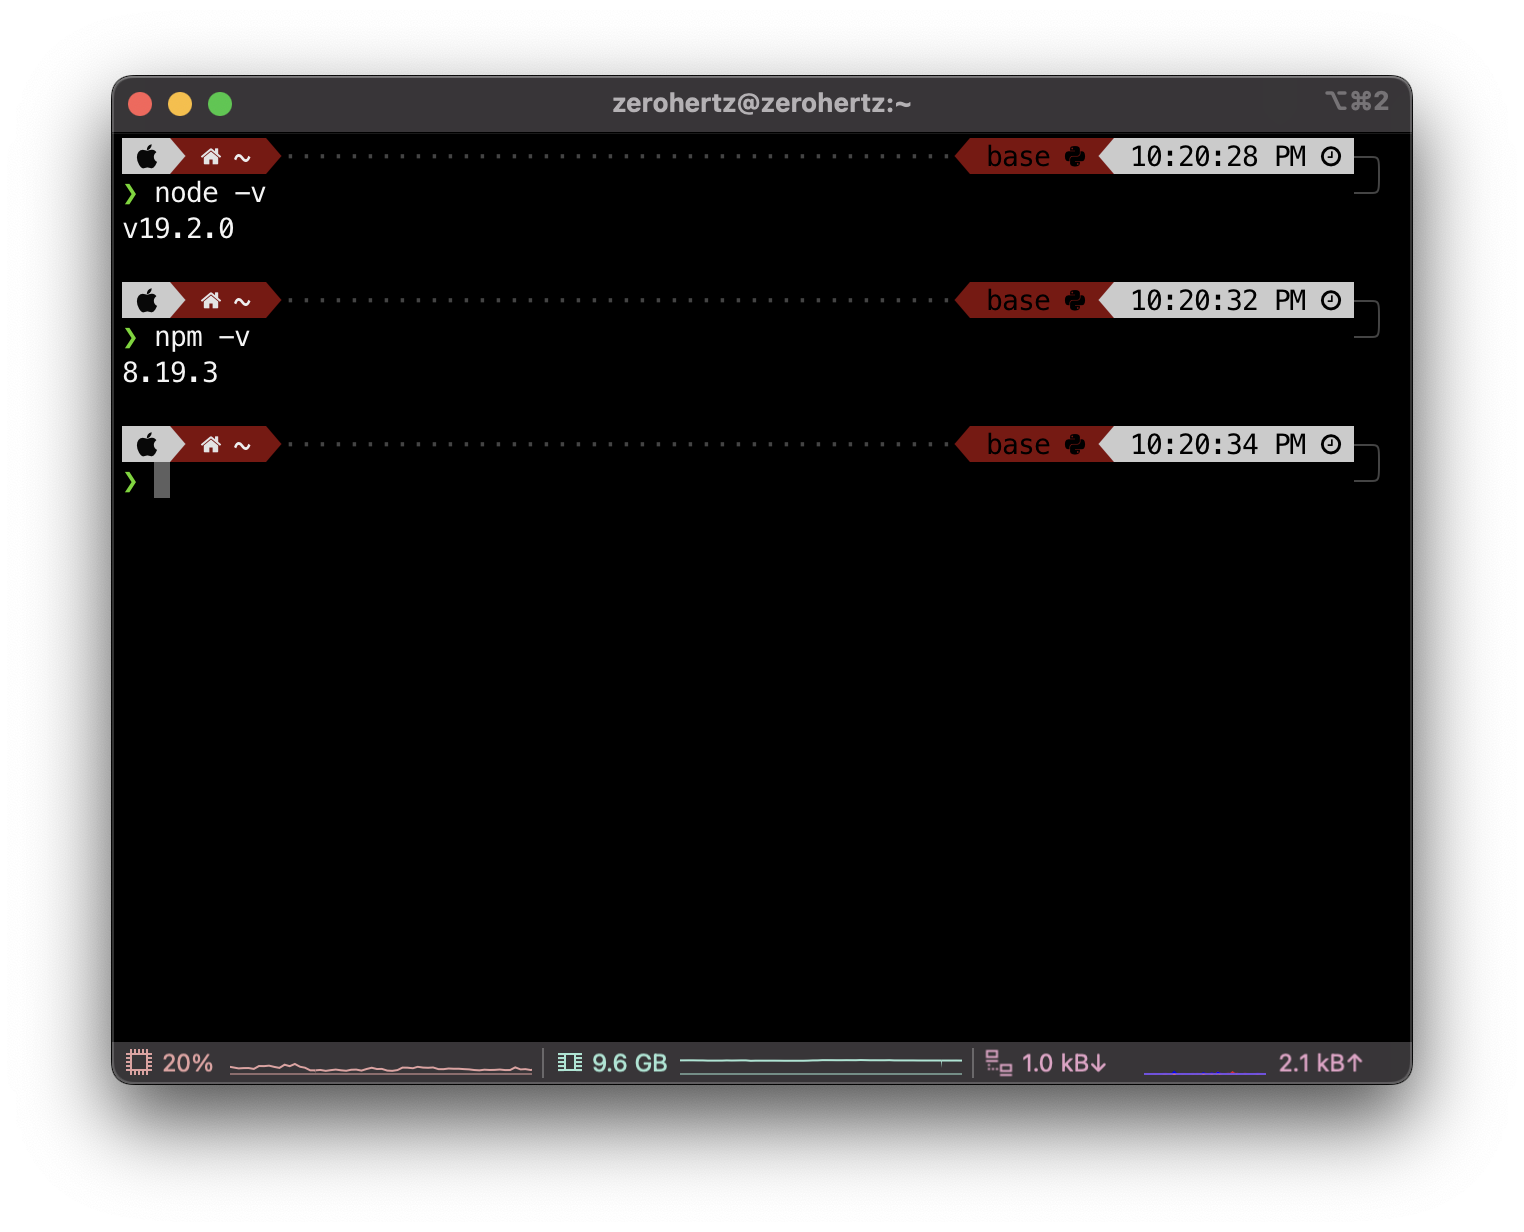 zerohertz@zerohertz:~ ⌥⌘2
~ base 10:20:28 PM
❯ node -v
v19.2.0
~ base 10:20:32 PM
❯ npm -v
8.19.3
~ base 10:20:34 PM
❯
20% 9.6 GB 1.0 kB↓ 2.1 kB↑